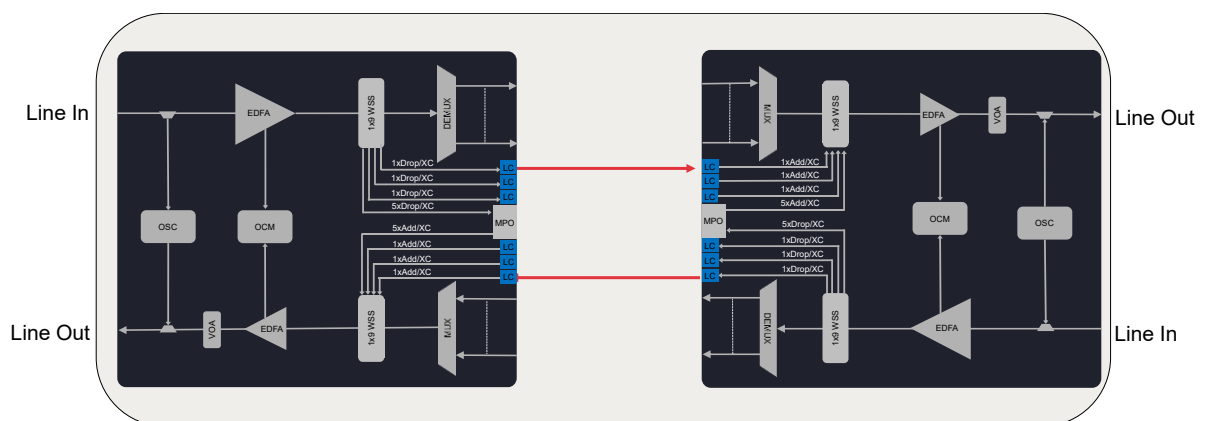 Line In
EDFA
1x9 WSS
DEMUX
1xDrop/XC
1xDrop/XC
1xDrop/XC
5xDrop/XC
LC
LC
LC
MPO
OSC
OCM
5xAdd/XC
1xAdd/XC
1xAdd/XC
1xAdd/XC
LC
LC
LC
Line Out
VOA
EDFA
1x9 WSS
MUX
MUX
1x9 WSS
EDFA
VOA
Line Out
LC
LC
LC
MPO
1xAdd/XC
1xAdd/XC
1xAdd/XC
5xAdd/XC
OCM
OSC
5xDrop/XC
1xDrop/XC
1xDrop/XC
1xDrop/XC
LC
LC
LC
DEMUX
1x9 WSS
EDFA
Line In